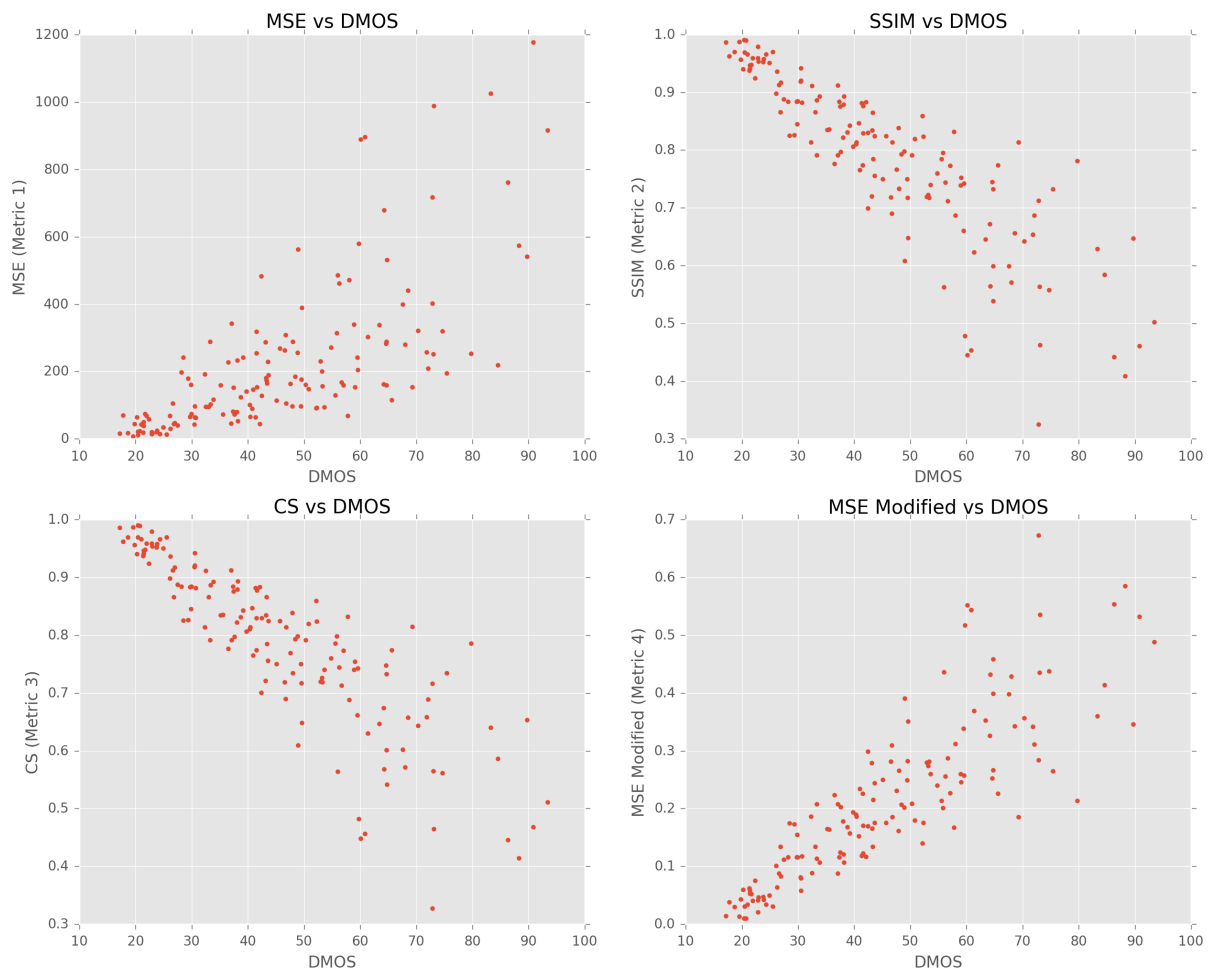 MSE vs DMOS
1200
1000
800
600
400
200
0
MSE (Metric 1)
10 20 30 40 50 60 70 80 90 100
DMOS
SSIM vs DMOS
1.0
0.9
0.8
0.7
0.6
0.5
0.4
0.3
SSIM (Metric 2)
10 20 30 40 50 60 70 80 90 100
DMOS
CS vs DMOS
1.0
0.9
0.8
0.7
0.6
0.5
0.4
0.3
CS (Metric 3)
10 20 30 40 50 60 70 80 90 100
DMOS
MSE Modified vs DMOS
0.7
0.6
0.5
0.4
0.3
0.2
0.1
0.0
MSE Modified (Metric 4)
10 20 30 40 50 60 70 80 90 100
DMOS